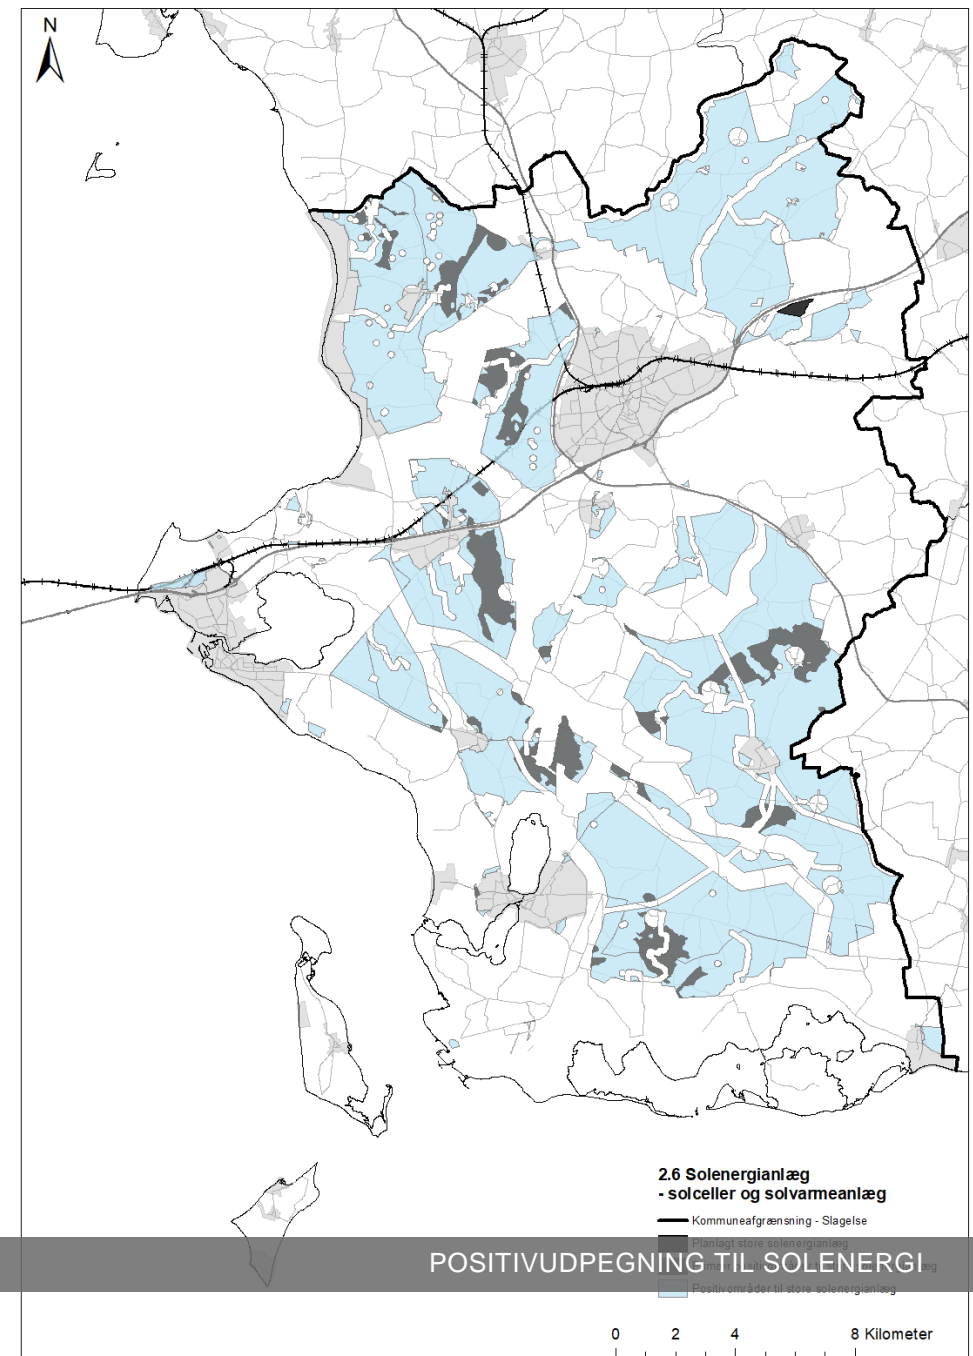 N
2.6 Solenergianlæg
- solceller og solvarmeanlæg
Kommuneafgrænsning - Slagelse
Planlagt store solenergianlæg
POSITIVUDPEGNING TIL SOLENERGI
Positivområder til store solenergianlæg
0 2 4 8 Kilometer